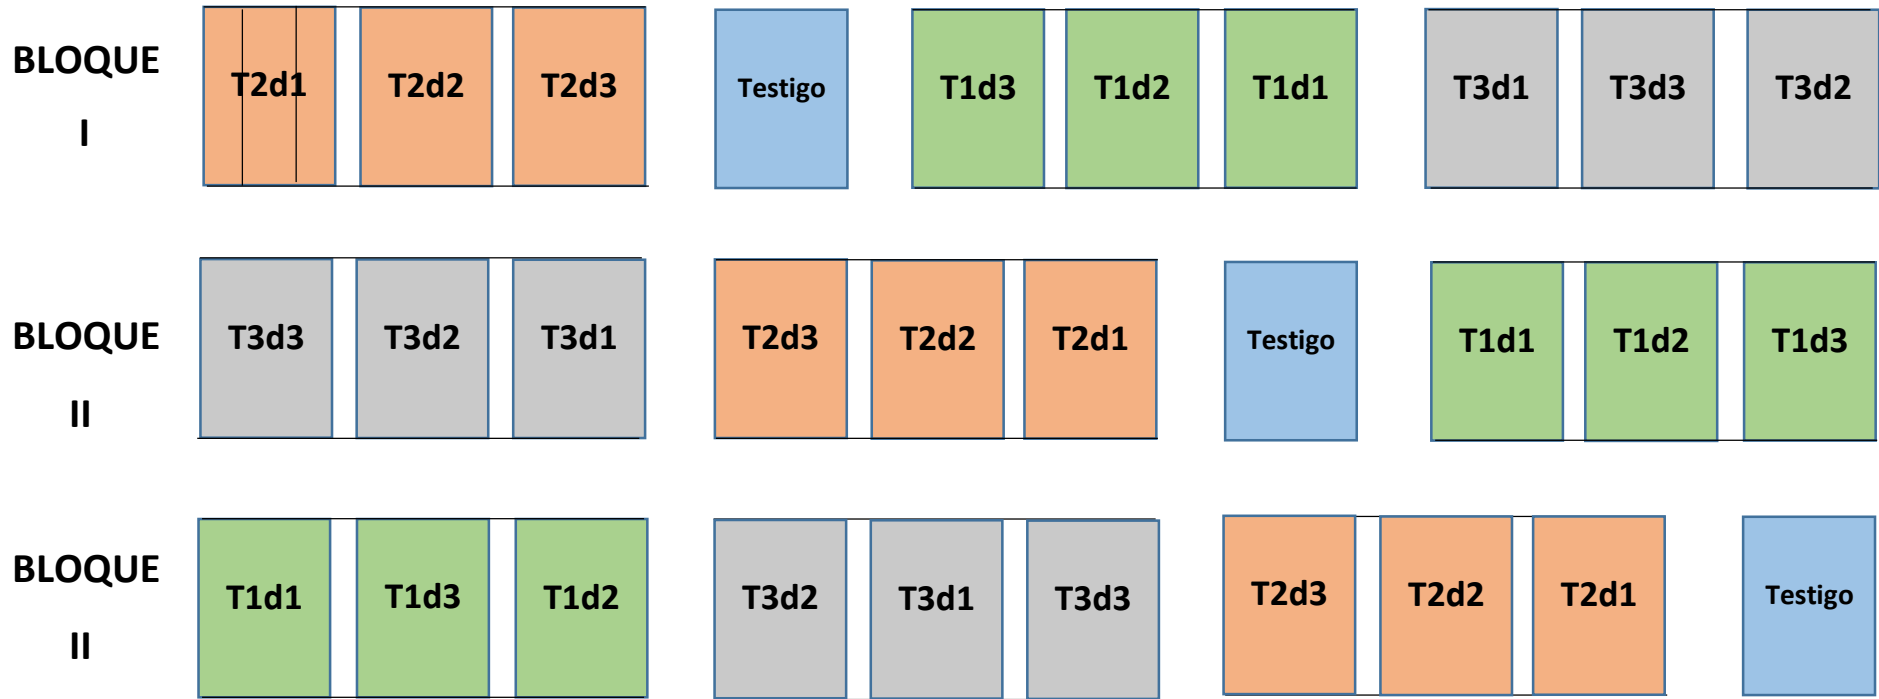 BLOQUE
I
T2d1 T2d2 T2d3 Testigo T1d3 T1d2 T1d1 T3d1 T3d3 T3d2
BLOQUE
II
T3d3 T3d2 T3d1 T2d3 T2d2 T2d1 Testigo T1d1 T1d2 T1d3
BLOQUE
II
T1d1 T1d3 T1d2 T3d2 T3d1 T3d3 T2d3 T2d2 T2d1 Testigo